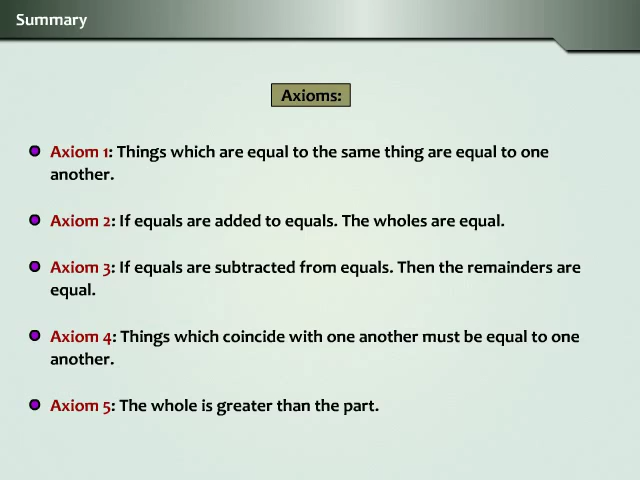 Summary
Axioms:
Axiom 1: Things which are equal to the same thing are equal to one
another.
Axiom 2: If equals are added to equals. The wholes are equal.
Axiom 3: If equals are subtracted from equals. Then the remainders are
equal.
Axiom 4: Things which coincide with one another must be equal to one
another.
Axiom 5: The whole is greater than the part.